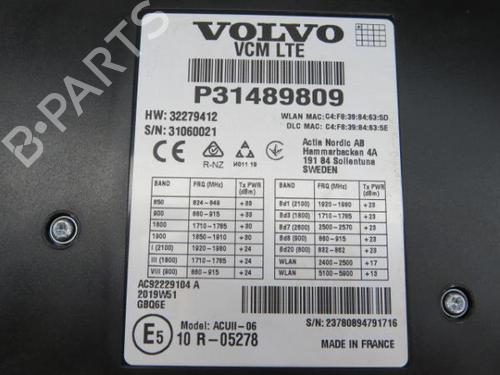 VOLVO
VCM LTE
P31489809
HW: 32279412
S/N: 31060021
WLAN MAC: C4:F8:39:84:63:5D
DLC MAC: C4:F8:39:84:63:5E
CE
R-NZ
И011 19
Actia Nordic AB
Hammarbacken 4A
191 84 Sollentuna
SWEDEN
BAND FRQ (MHz) Tx PWR (dBm)
850 824-849 +30
900 880-915 +30
1800 1710-1785 +30
1900 1850-1910 +30
I (2100) 1920-1980 +24
III (1800) 1710-1785 +24
VIII (900) 880-915 +24
BAND FRQ (MHz) Tx PWR (dBm)
Bd1 (2100) 1920-1980 +23
Bd3 (1800) 1710-1785 +23
Bd7 (2600) 2500-2570 +23
Bd8 (900) 880-915 +23
Bd20 (800) 832-862 +23
WLAN 2400-2500 +17
WLAN 5100-5900 +13
AC92229104 A
2019W51
GBQ6E
S/N: 23780894791716
E5
Model: ACUII-06
10 R-05278
MADE IN FRANCE
B-PARTS